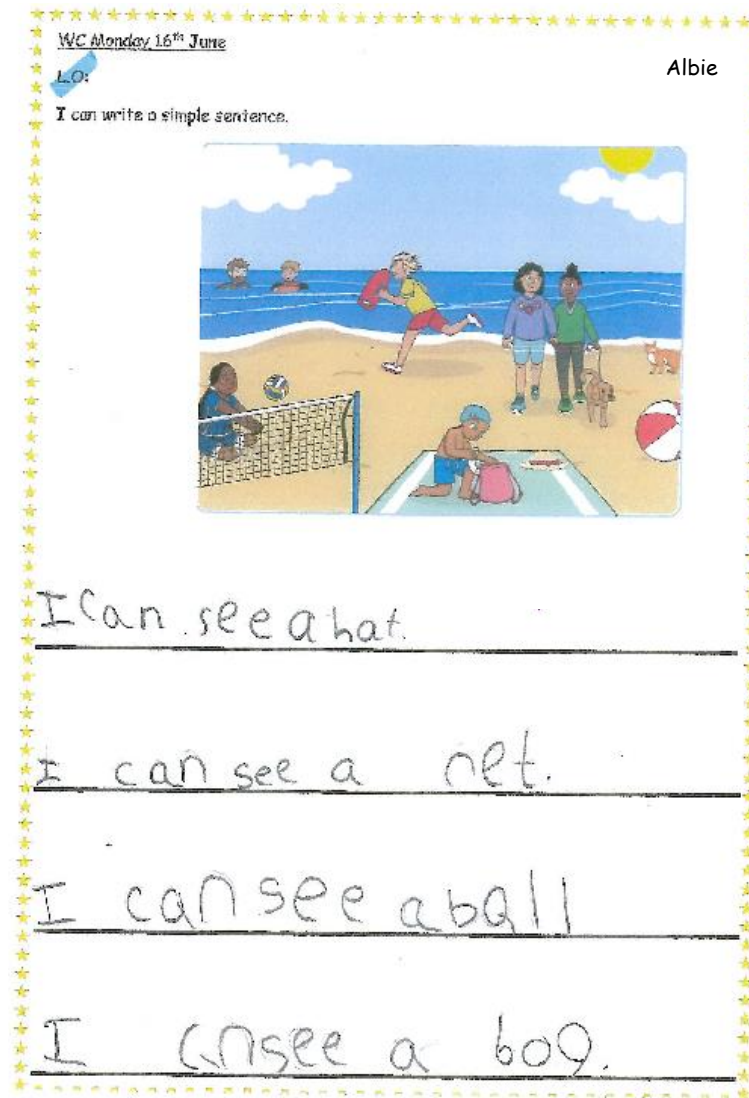 WC Monday 16th June
Albie
L.O:
I can write a simple sentence.
I can see a hat.
I can see a net.
I can see a ball
I cnsee a bog.